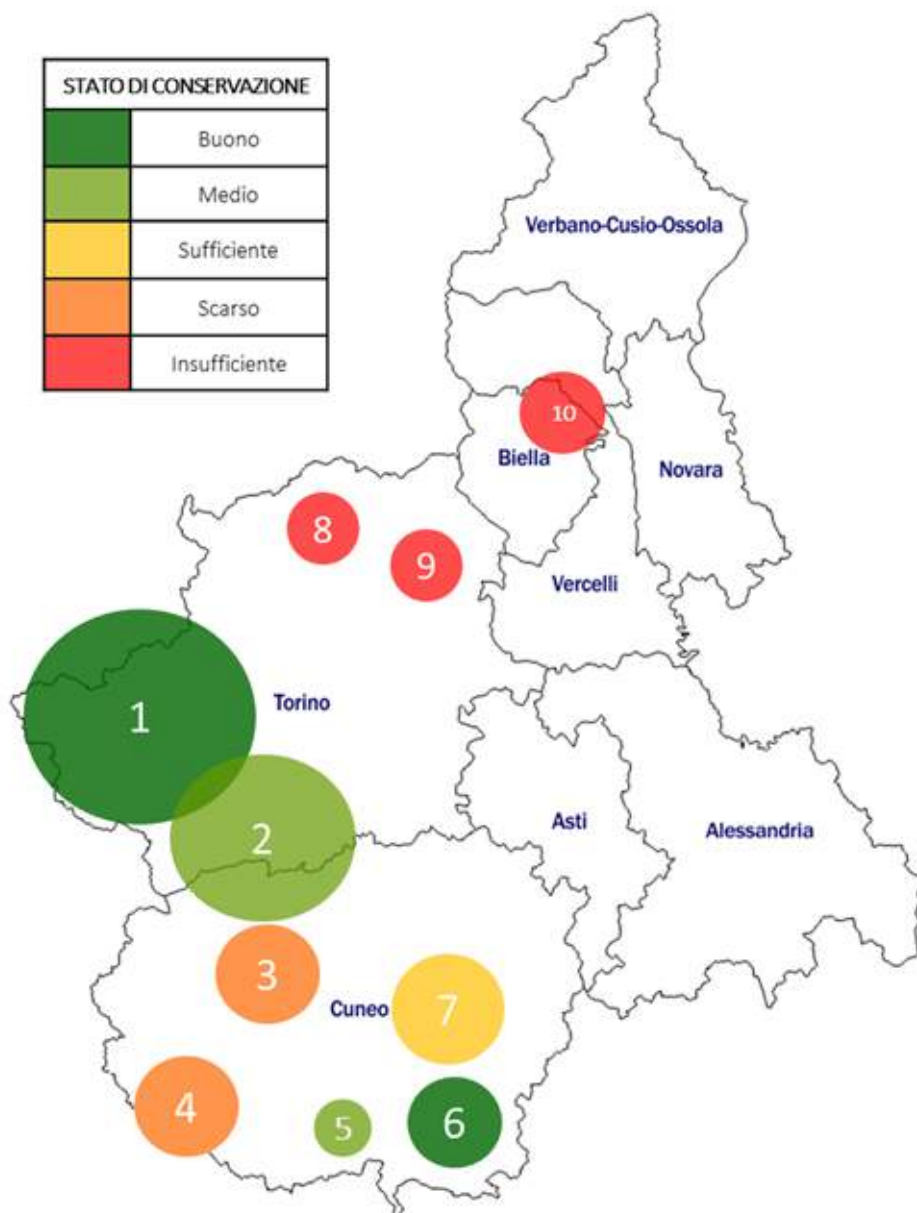 STATO DI CONSERVAZIONE
Buono
Medio
Sufficiente
Scarso
Insufficiente
Verbano-Cusio-Ossola
10
Biella
Novara
8
9
Vercelli
1
Torino
2
Asti
Alessandria
3
Cuneo
7
4
5
6